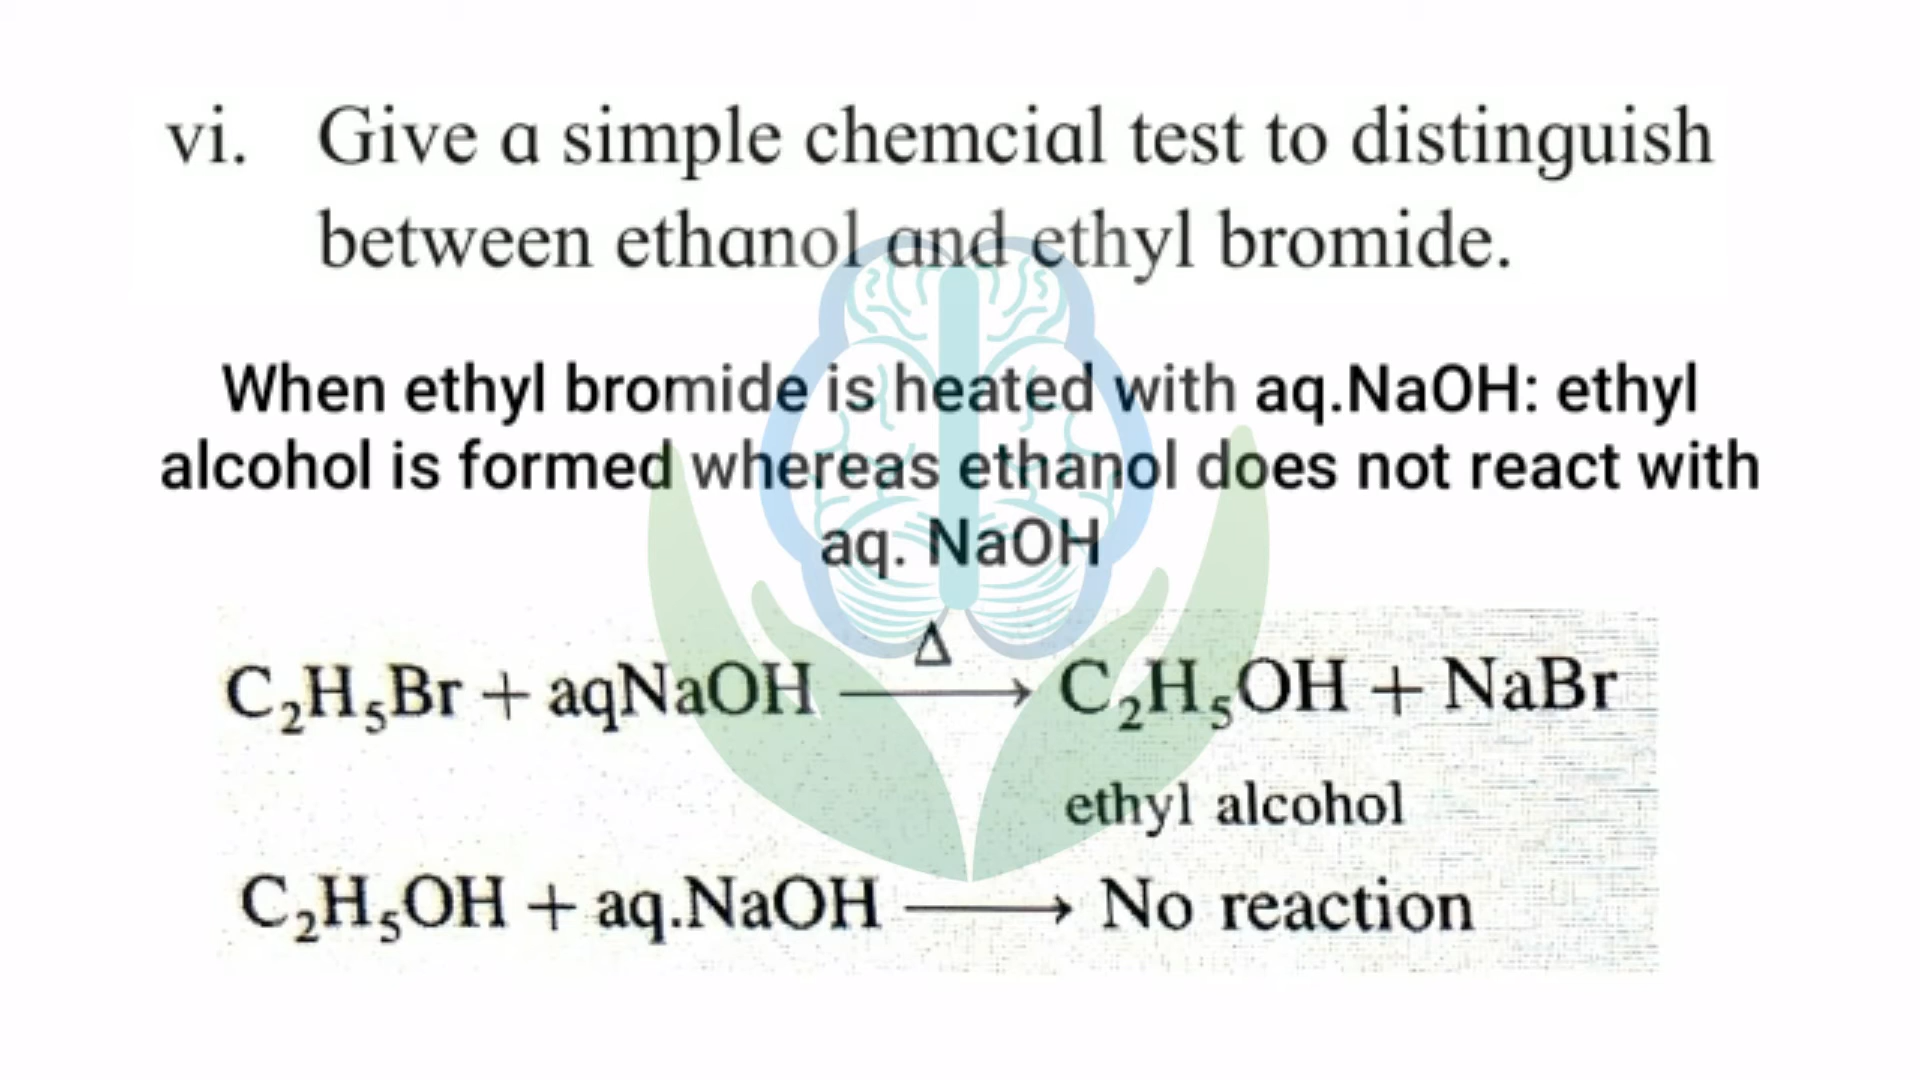 vi. Give a simple chemcial test to distinguish
between ethanol and ethyl bromide.
When ethyl bromide is heated with aq.NaOH: ethyl
alcohol is formed whereas ethanol does not react with
aq. NaOH
C₂H₅Br + aqNaOH —Δ→ C₂H₅OH + NaBr
ethyl alcohol
C₂H₅OH + aq.NaOH ⟶ No reaction